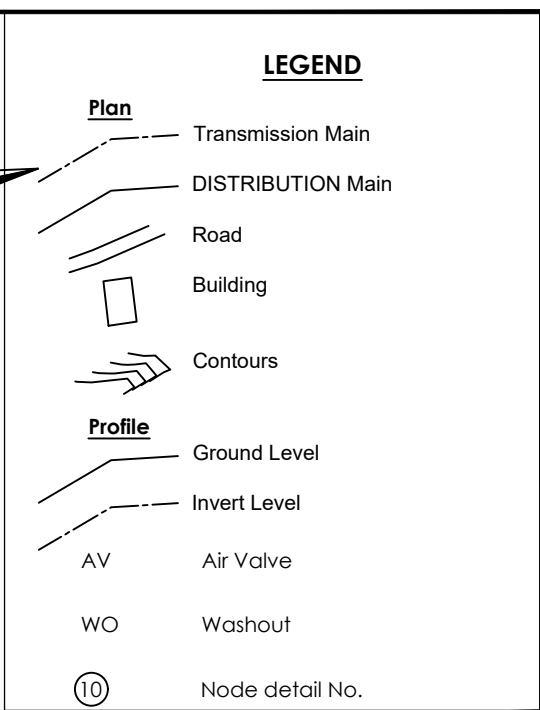 LEGEND
Plan
Transmission Main
DISTRIBUTION Main
Road
Building
Contours
Profile
Ground Level
Invert Level
AV Air Valve
WO Washout
10 Node detail No.